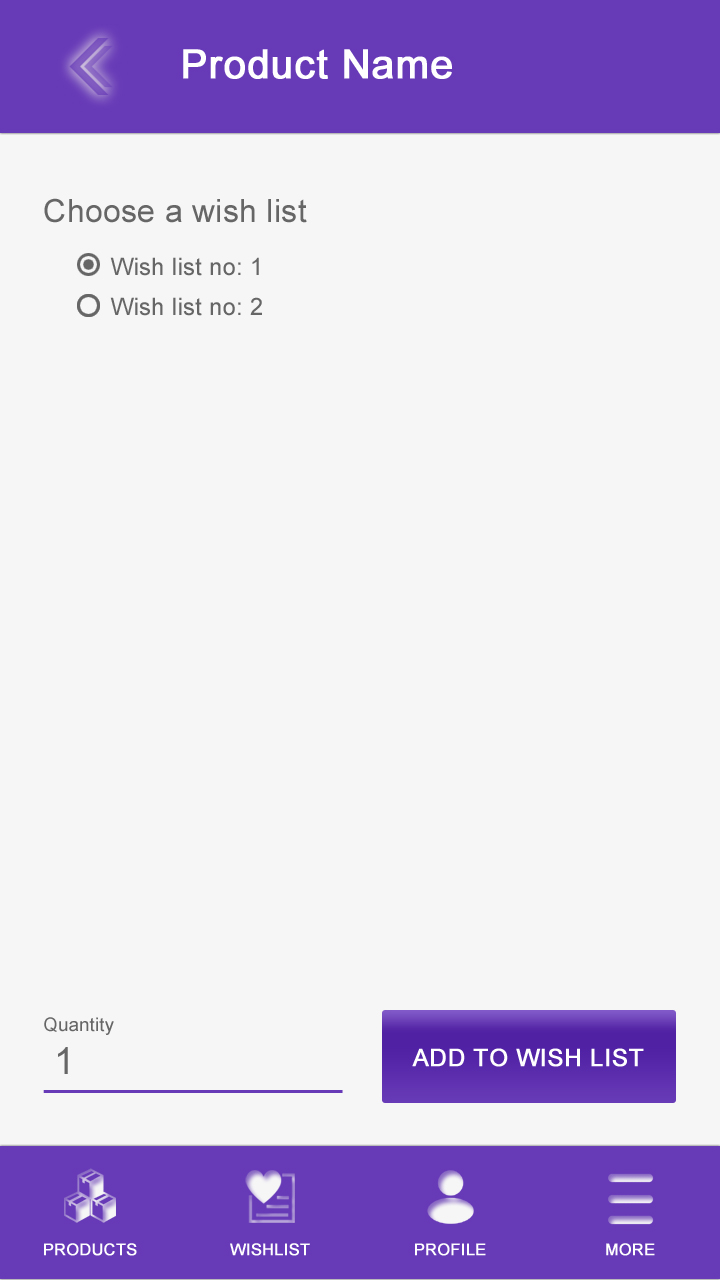 Product Name
Choose a wish list
Wish list no: 1
Wish list no: 2
Quantity
1
ADD TO WISH LIST
PRODUCTS
WISHLIST
PROFILE
MORE